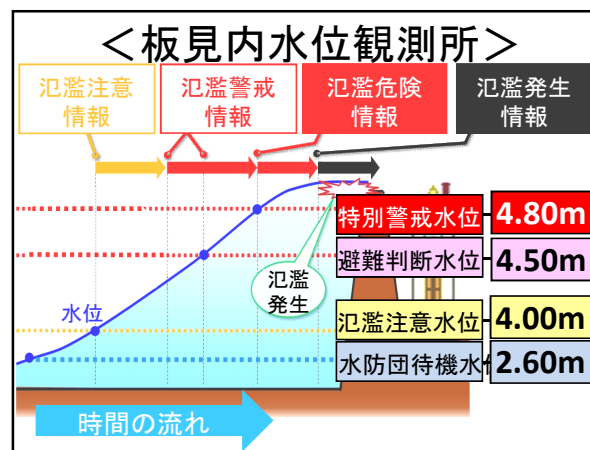 ＜板見内水位観測所＞
氾濫注意
情報
氾濫警戒
情報
氾濫危険
情報
氾濫発生
情報
特別警戒水位
4.80m
避難判断水位
4.50m
氾濫
発生
水位
氾濫注意水位
4.00m
水防団待機水
2.60m
時間の流れ